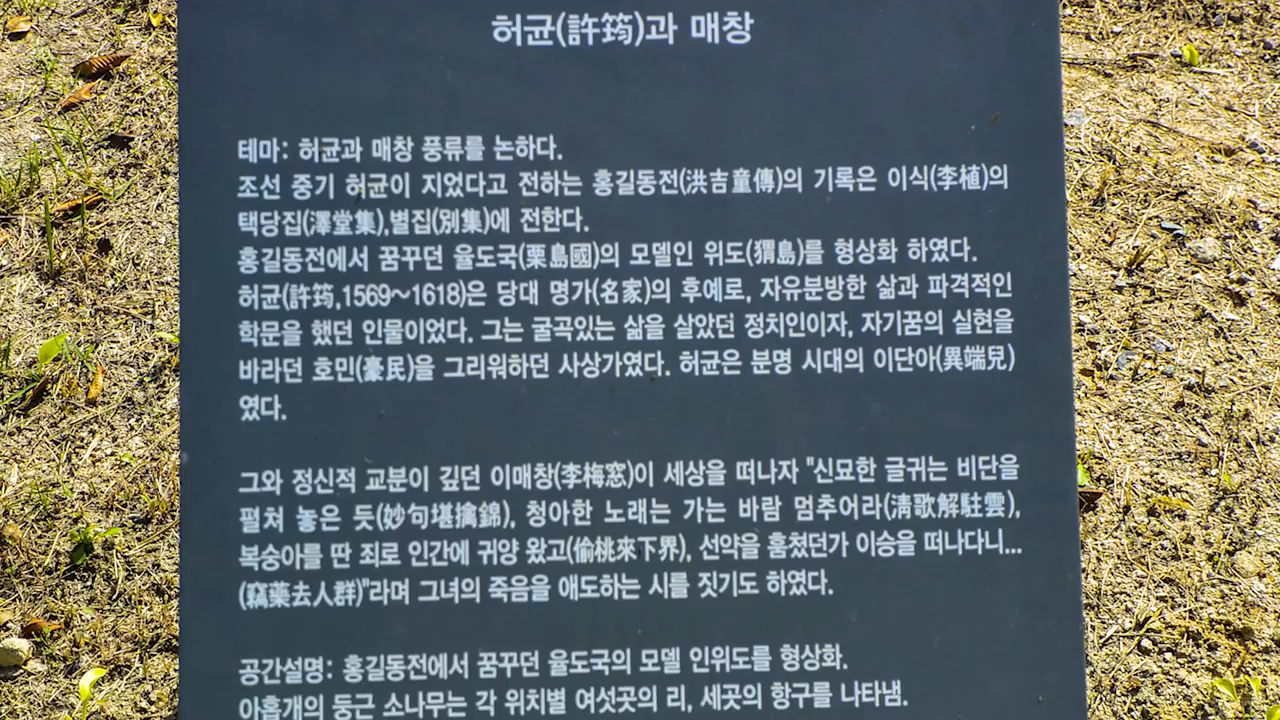 허균(許筠)과 매창
테마: 허균과 매창 풍류를 논하다.
조선 중기 허균이 지었다고 전하는 홍길동전(洪吉童傳)의 기록은 이식(李植)의
택당집(澤堂集),별집(別集)에 전한다.
홍길동전에서 꿈꾸던 율도국(栗島國)의 모델인 위도(猬島)를 형상화 하였다.
허균(許筠,1569~1618)은 당대 명가(名家)의 후예로, 자유분방한 삶과 파격적인
학문을 했던 인물이었다. 그는 굴곡있는 삶을 살았던 정치인이자, 자기꿈의 실현을
바라던 호민(豪民)을 그리워하던 사상가였다. 허균은 분명 시대의 이단아(異端兒)
였다.
그와 정신적 교분이 깊던 이매창(李梅窓)이 세상을 떠나자 "신묘한 글귀는 비단을
펼쳐 놓은 듯(妙句堪擒錦), 청아한 노래는 가는 바람 멈추어라(淸歌解駐雲),
복숭아를 딴 죄로 인간에 귀양 왔고(偷桃來下界), 선약을 훔쳤던가 이승을 떠나다니...
(竊藥去人群)"라며 그녀의 죽음을 애도하는 시를 짓기도 하였다.
공간설명: 홍길동전에서 꿈꾸던 율도국의 모델 인위도를 형상화.
아홉개의 둥근 소나무는 각 위치별 여섯곳의 리, 세곳의 항구를 나타냄.